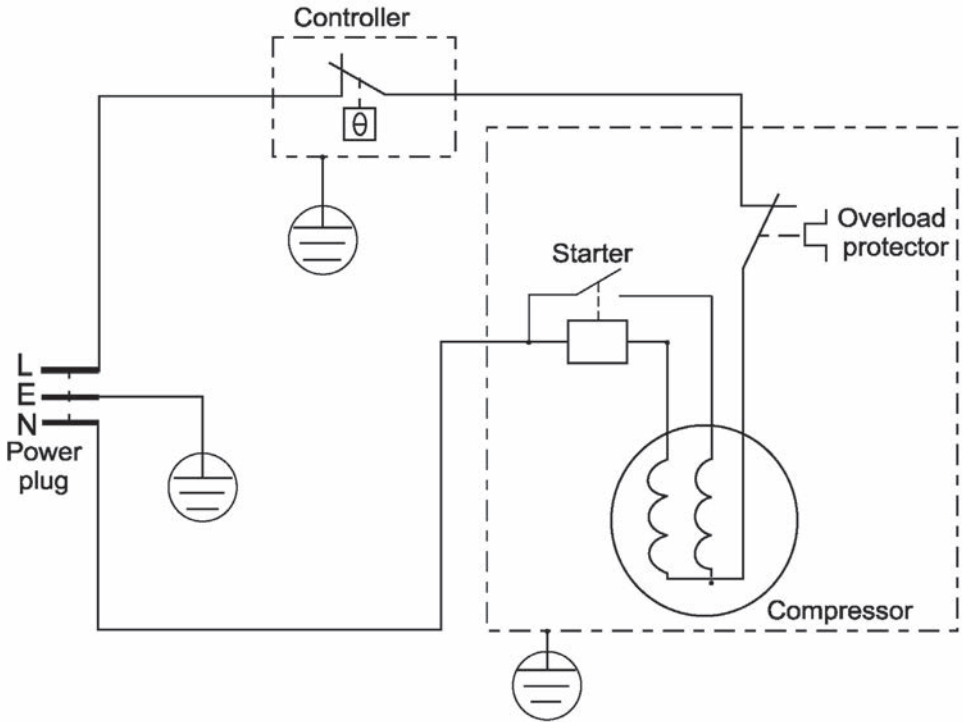 Controller
θ
Overload
protector
Starter
L
E
N
Power
plug
Compressor